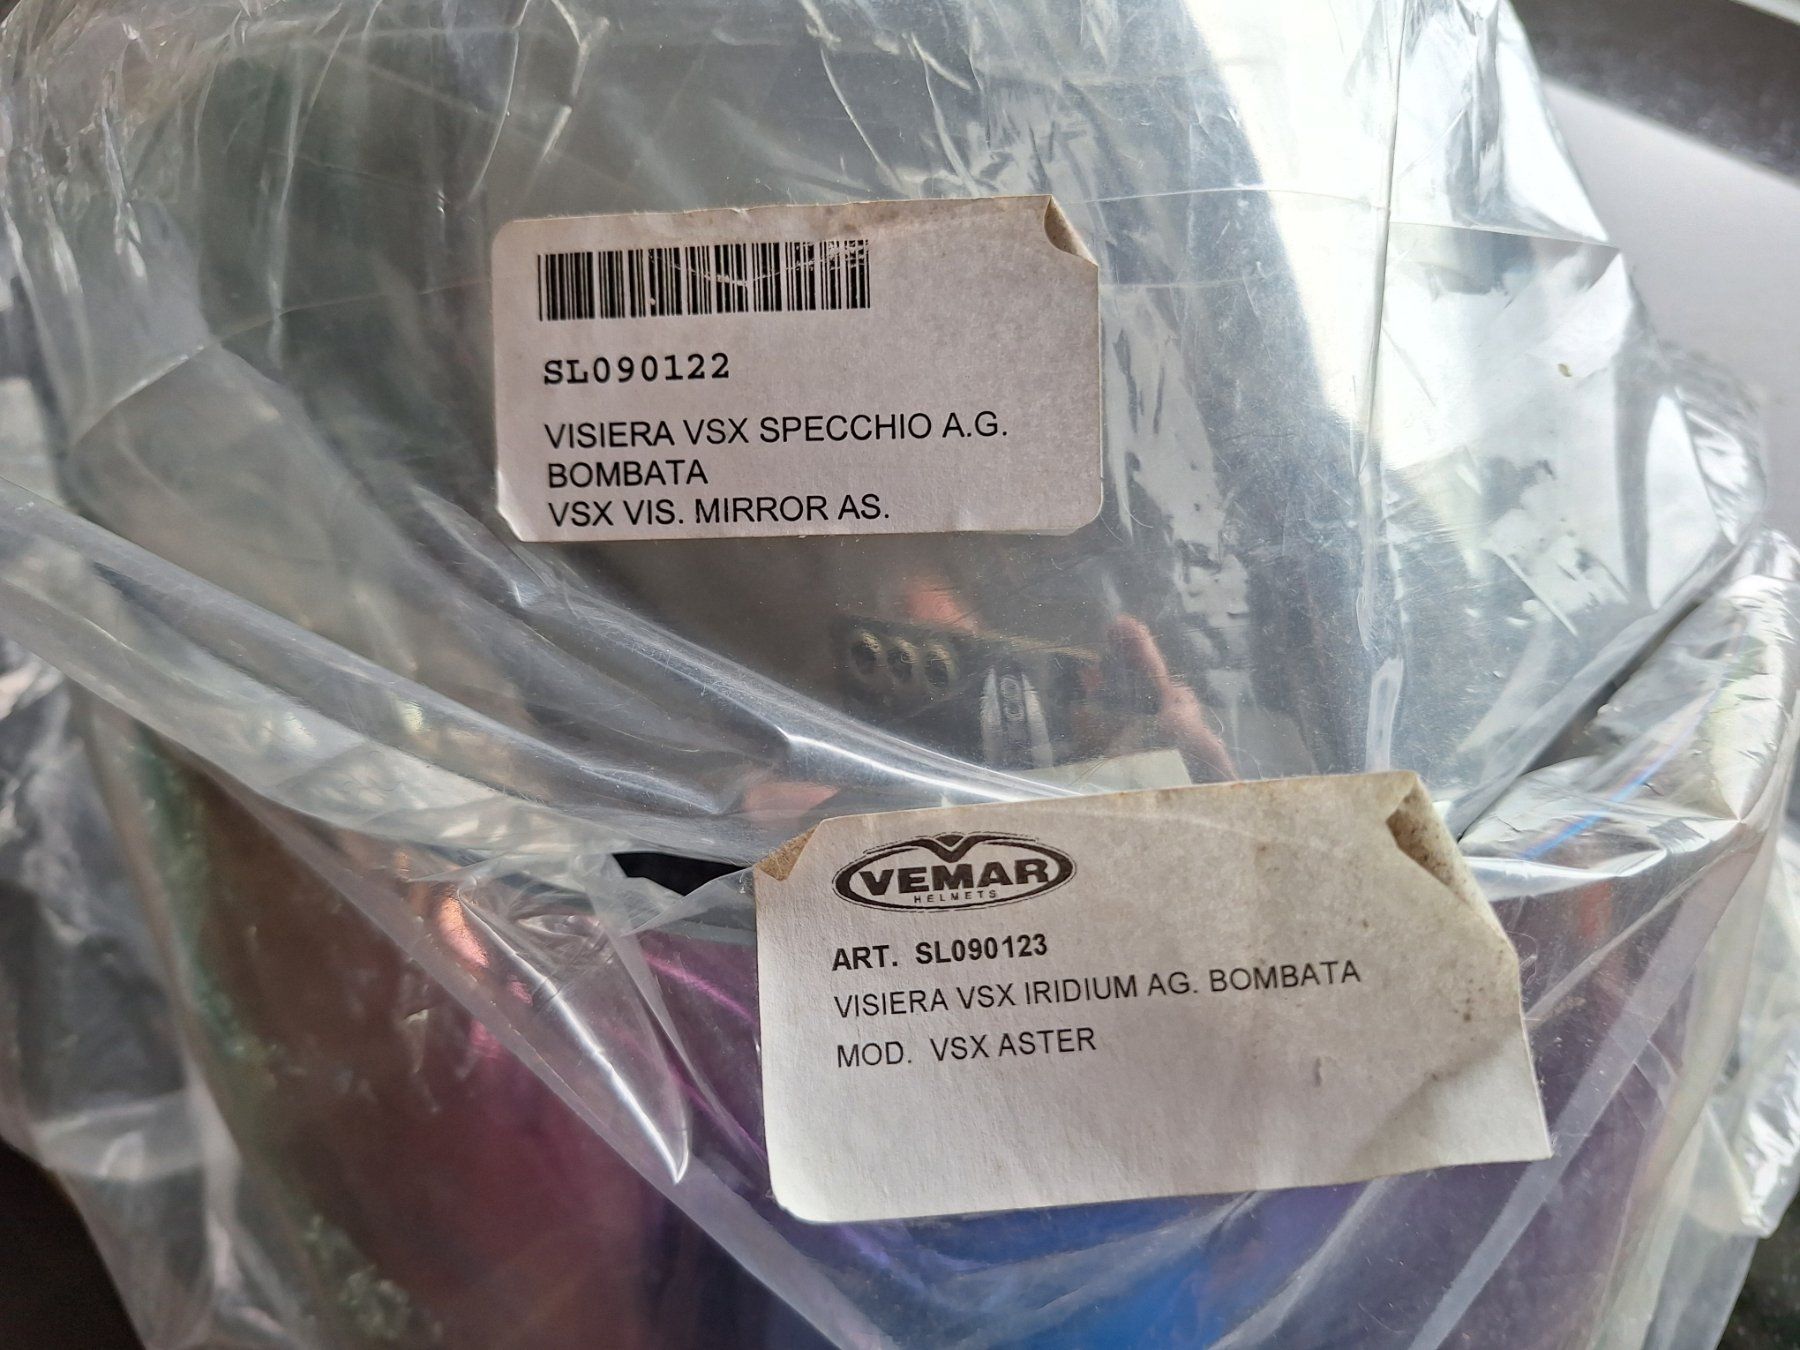 SL090122
VISIERA VSX SPECCHIO A.G.
BOMBATA
VSX VIS. MIRROR AS.
VEMAR
HELMETS
ART. SL090123
VISIERA VSX IRIDIUM AG. BOMBATA
MOD. VSX ASTER